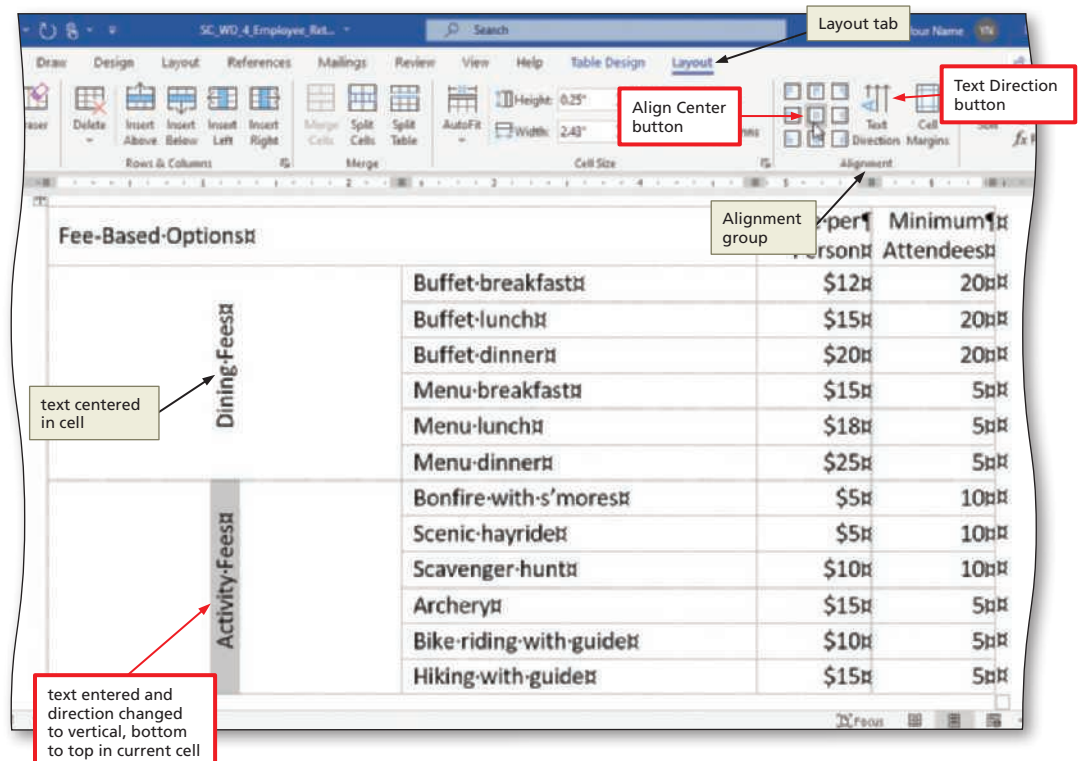 SC_WD_4_Employee_Ret...
Search
Layout tab
our Name
YN
Draw Design Layout References Mailings Review View Help Table Design Layout
Delete
Insert Above
Insert Below
Insert Left
Insert Right
Merge Cells
Split Cells
Split Table
AutoFit
Height: 0.25"
Width: 2.43"
Align Center
button
Text Direction
Cell Margins
Text Direction
button
Rows & Columns
Merge
Cell Size
Alignment
Alignment
group
Fee-Based·Options¤
per¶
Person¤
Minimum¶¤
Attendees¤
Dining·Fees¤
Buffet·breakfast¤ $12¤ 20¤¤
Buffet·lunch¤ $15¤ 20¤¤
Buffet·dinner¤ $20¤ 20¤¤
Menu·breakfast¤ $15¤ 5¤¤
Menu·lunch¤ $18¤ 5¤¤
Menu·dinner¤ $25¤ 5¤¤
text centered
in cell
Activity·Fees¤
Bonfire·with·s’mores¤ $5¤ 10¤¤
Scenic·hayride¤ $5¤ 10¤¤
Scavenger·hunt¤ $10¤ 10¤¤
Archery¤ $15¤ 5¤¤
Bike·riding·with·guide¤ $10¤ 5¤¤
Hiking·with·guide¤ $15¤ 5¤¤
text entered and
direction changed
to vertical, bottom
to top in current cell
Focus